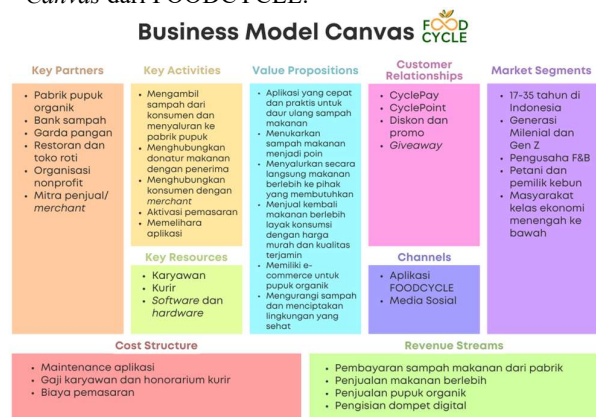 Canvas dari FOODCYCLE.
Business Model Canvas
FOOD
CYCLE
Key Partners
• Pabrik pupuk
organik
• Bank sampah
• Garda pangan
• Restoran dan
toko roti
• Organisasi
nonprofit
• Mitra penjual/
merchant
Key Activities
• Mengambil
sampah dari
konsumen dan
menyaluran ke
pabrik pupuk
• Menghubungkan
donatur makanan
dengan penerima
• Menghubungkan
konsumen dengan
merchant
• Aktivasi pemasaran
• Memelihara
aplikasi
Key Resources
• Karyawan
• Kurir
• Software dan
hardware
Value Propositions
• Aplikasi yang cepat
dan praktis untuk
daur ulang sampah
makanan
• Menukarkan
sampah makanan
menjadi poin
• Menyalurkan secara
langsung makanan
berlebih ke pihak
yang membutuhkan
• Menjual kembali
makanan berlebih
layak konsumsi
dengan harga
murah dan kualitas
terjamin
• Memiliki e-
commerce untuk
pupuk organik
• Mengurangi sampah
dan menciptakan
lingkungan yang
sehat
Customer
Relationships
• CyclePay
• CyclePoint
• Diskon dan
promo
• Giveaway
Channels
• Aplikasi
FOODCYCLE
• Media Sosial
Market Segments
• 17-35 tahun di
Indonesia
• Generasi
Milenial dan
Gen Z
• Pengusaha F&B
• Petani dan
pemilik kebun
• Masyarakat
kelas ekonomi
menengah ke
bawah
Cost Structure
• Maintenance aplikasi
• Gaji karyawan dan honorarium kurir
• Biaya pemasaran
Revenue Streams
• Pembayaran sampah makanan dari pabrik
• Penjualan makanan berlebih
• Penjualan pupuk organik
• Pengisian dompet digital